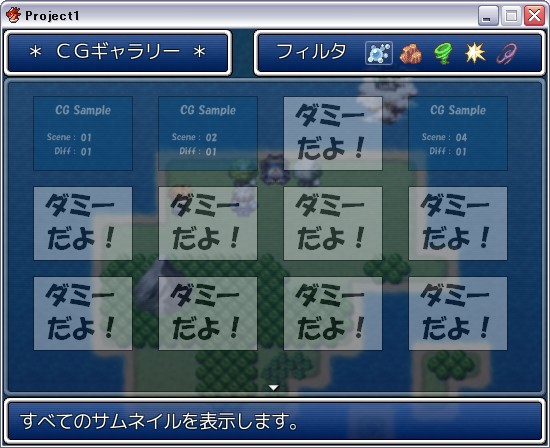 Project1
* CGギャラリー *
フィルタ
CG Sample
Scene : 01
Diff : 01
CG Sample
Scene : 02
Diff : 01
ダミー
だよ！
CG Sample
Scene : 04
Diff : 01
ダミー
だよ！
ダミー
だよ！
ダミー
だよ！
ダミー
だよ！
ダミー
だよ！
ダミー
だよ！
ダミー
だよ！
ダミー
だよ！
すべてのサムネイルを表示します。